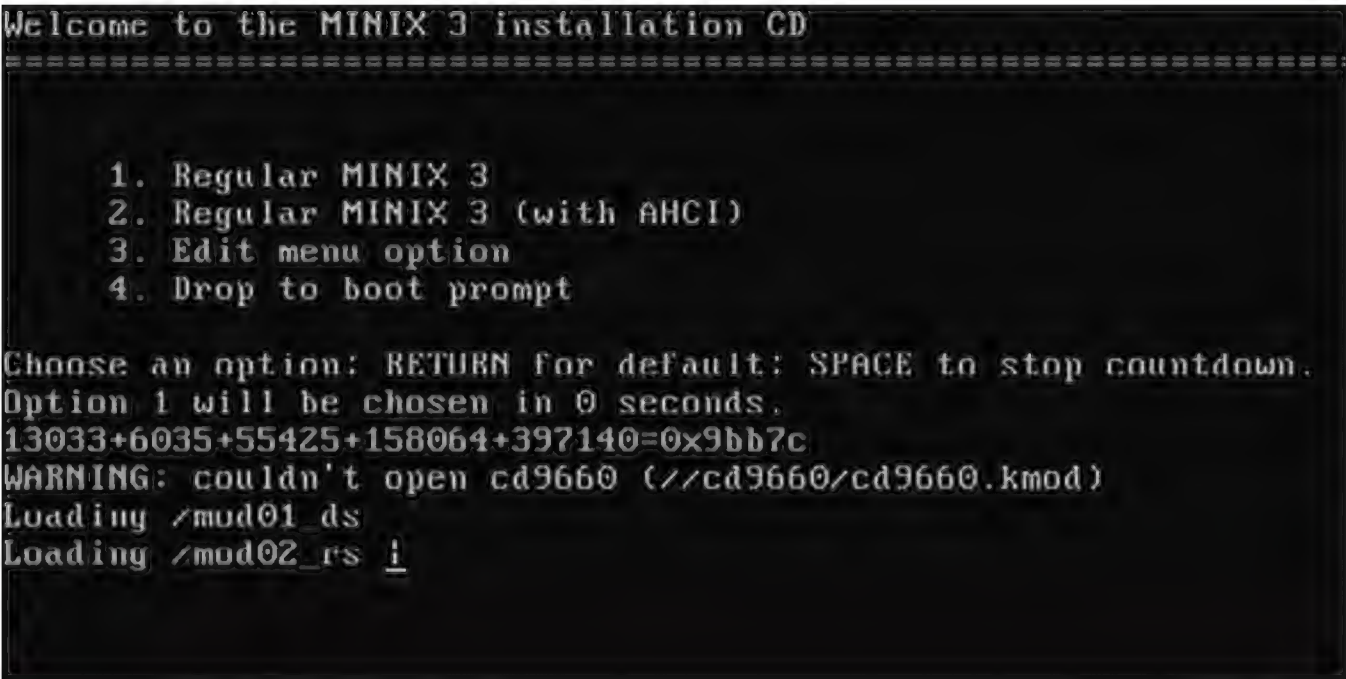 Welcome to the MINIX 3 installation CD
================================================================================
1. Regular MINIX 3
2. Regular MINIX 3 (with AHCI)
3. Edit menu option
4. Drop to boot prompt
Choose an option: RETURN for default: SPACE to stop countdown.
Option 1 will be chosen in 0 seconds.
13033+6035+55425+158064+397140=0x9bb7c
WARNING: couldn't open cd9660 (//cd9660/cd9660.kmod)
Loading /mod01_ds
Loading /mod02_rs